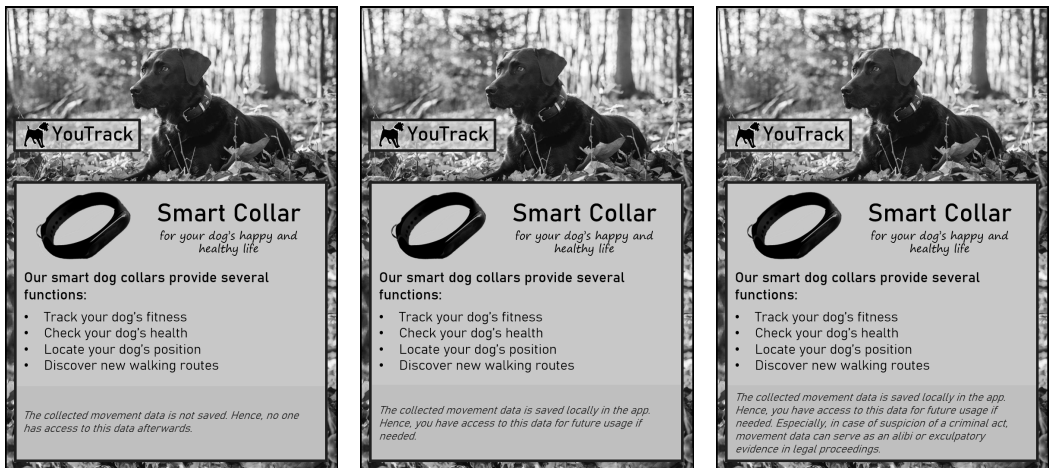 YouTrack
Smart Collar
for your dog's happy and
healthy life
Our smart dog collars provide several
functions:
• Track your dog's fitness
• Check your dog's health
• Locate your dog's position
• Discover new walking routes
The collected movement data is not saved. Hence, no one
has access to this data afterwards.
YouTrack
Smart Collar
for your dog's happy and
healthy life
Our smart dog collars provide several
functions:
• Track your dog's fitness
• Check your dog's health
• Locate your dog's position
• Discover new walking routes
The collected movement data is saved locally in the app.
Hence, you have access to this data for future usage if
needed.
YouTrack
Smart Collar
for your dog's happy and
healthy life
Our smart dog collars provide several
functions:
• Track your dog's fitness
• Check your dog's health
• Locate your dog's position
• Discover new walking routes
The collected movement data is saved locally in the app.
Hence, you have access to this data for future usage if
needed. Especially, in case of suspicion of a criminal act,
movement data can serve as an alibi or exculpatory
evidence in legal proceedings.